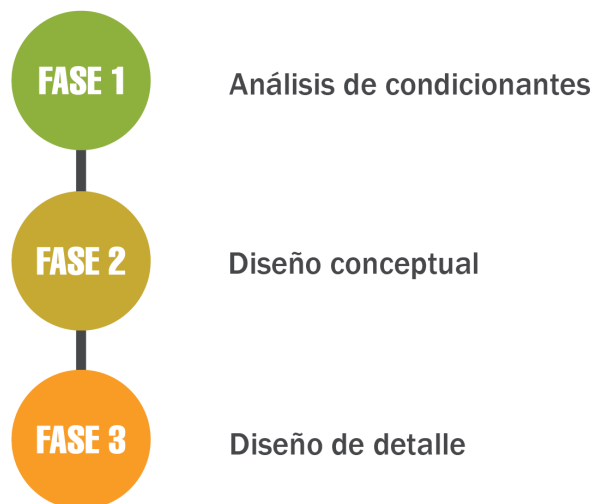 FASE 1
Análisis de condicionantes
FASE 2
Diseño conceptual
FASE 3
Diseño de detalle